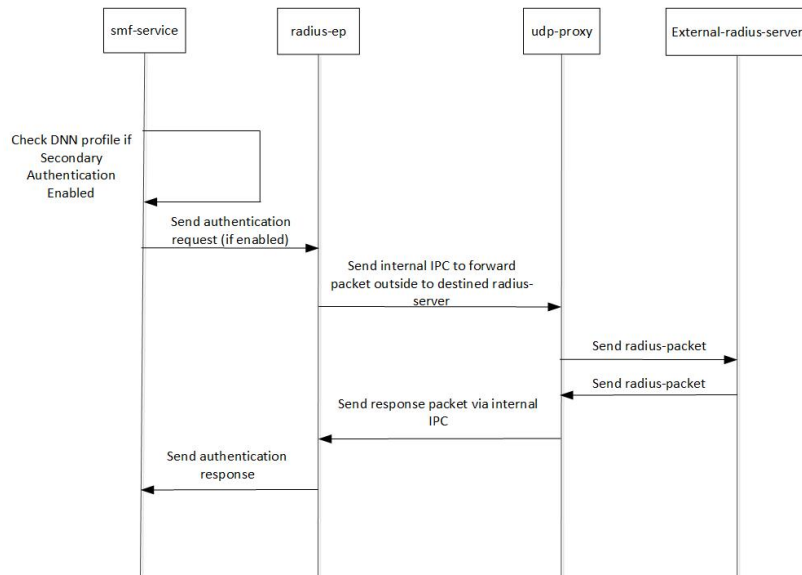 smf-service
radius-ep
udp-proxy
External-radius-server
Check DNN profile if
Secondary
Authentication
Enabled
Send authentication
request (if enabled)
Send internal IPC to forward
packet outside to destined radius-
server
Send radius-packet
Send radius-packet
Send response packet via internal
IPC
Send authentication
response